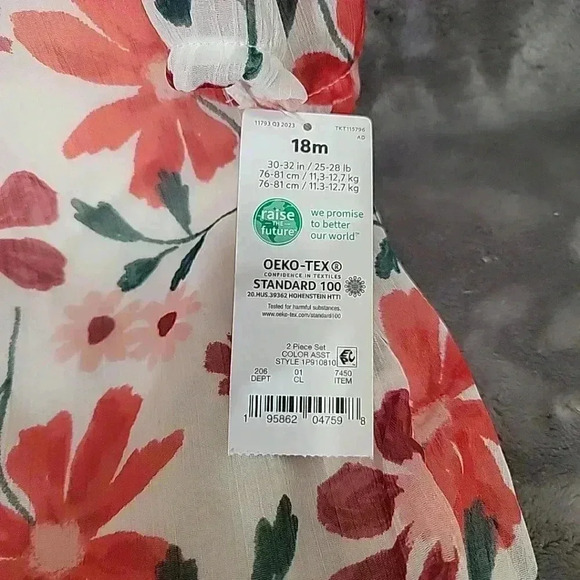 11793 Q3 2023 TKT115796
AD
18m
30-32 in / 25-28 lb
76-81 cm / 11,3-12,7 kg
76-81 cm / 11.3-12.7 kg
raise
THE
future
we promise
to better
our world™
OEKO-TEX®
CONFIDENCE IN TEXTILES
STANDARD 100
20.HUS.39362 HOHENSTEIN HTTI
Tested for harmful substances.
www.oeko-tex.com/standard100
2 Piece Set
COLOR ASST
STYLE 1P910810
206 01 7450
DEPT CL ITEM
1 95862 04759 8